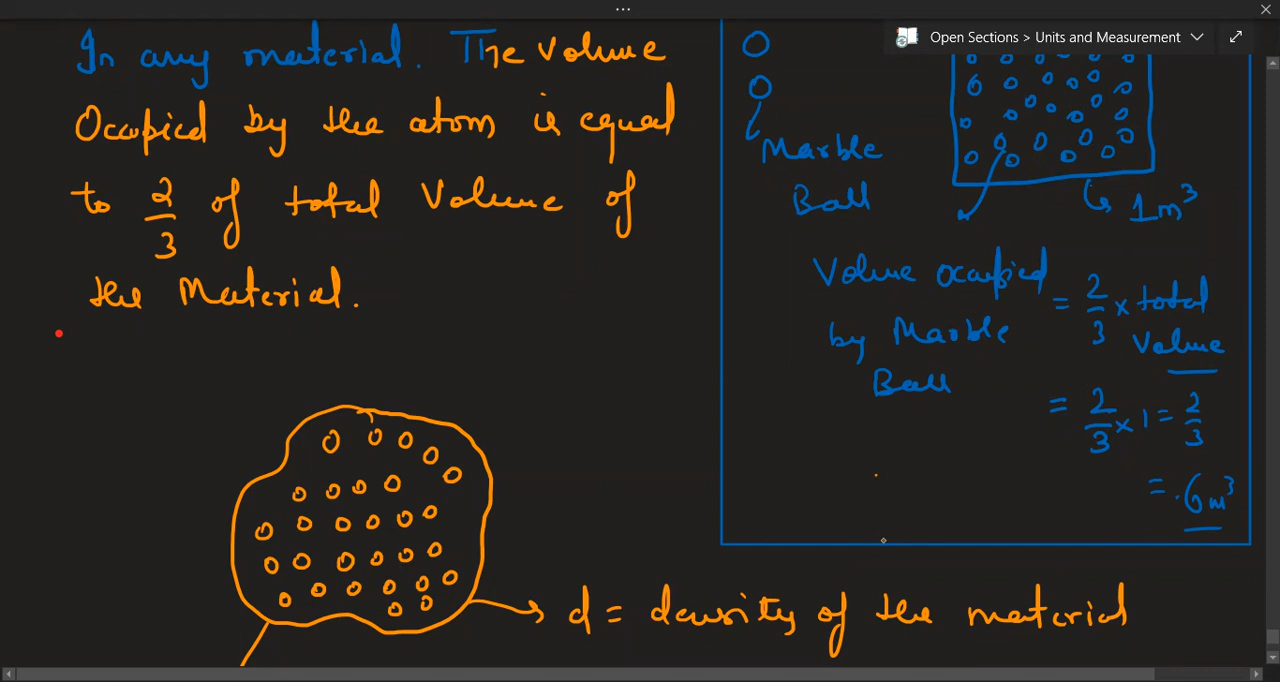 In any material. The Volume
Ocupied by the atom is equal
to 2/3 of total Volume of
the Material.
d = density of the material
Open Sections > Units and Measurement
Marble
Ball
1m³
Volume ocupied
by Marble
Ball
= 2/3 × total
Volume
= 2/3 × 1 = 2/3
= .6m³